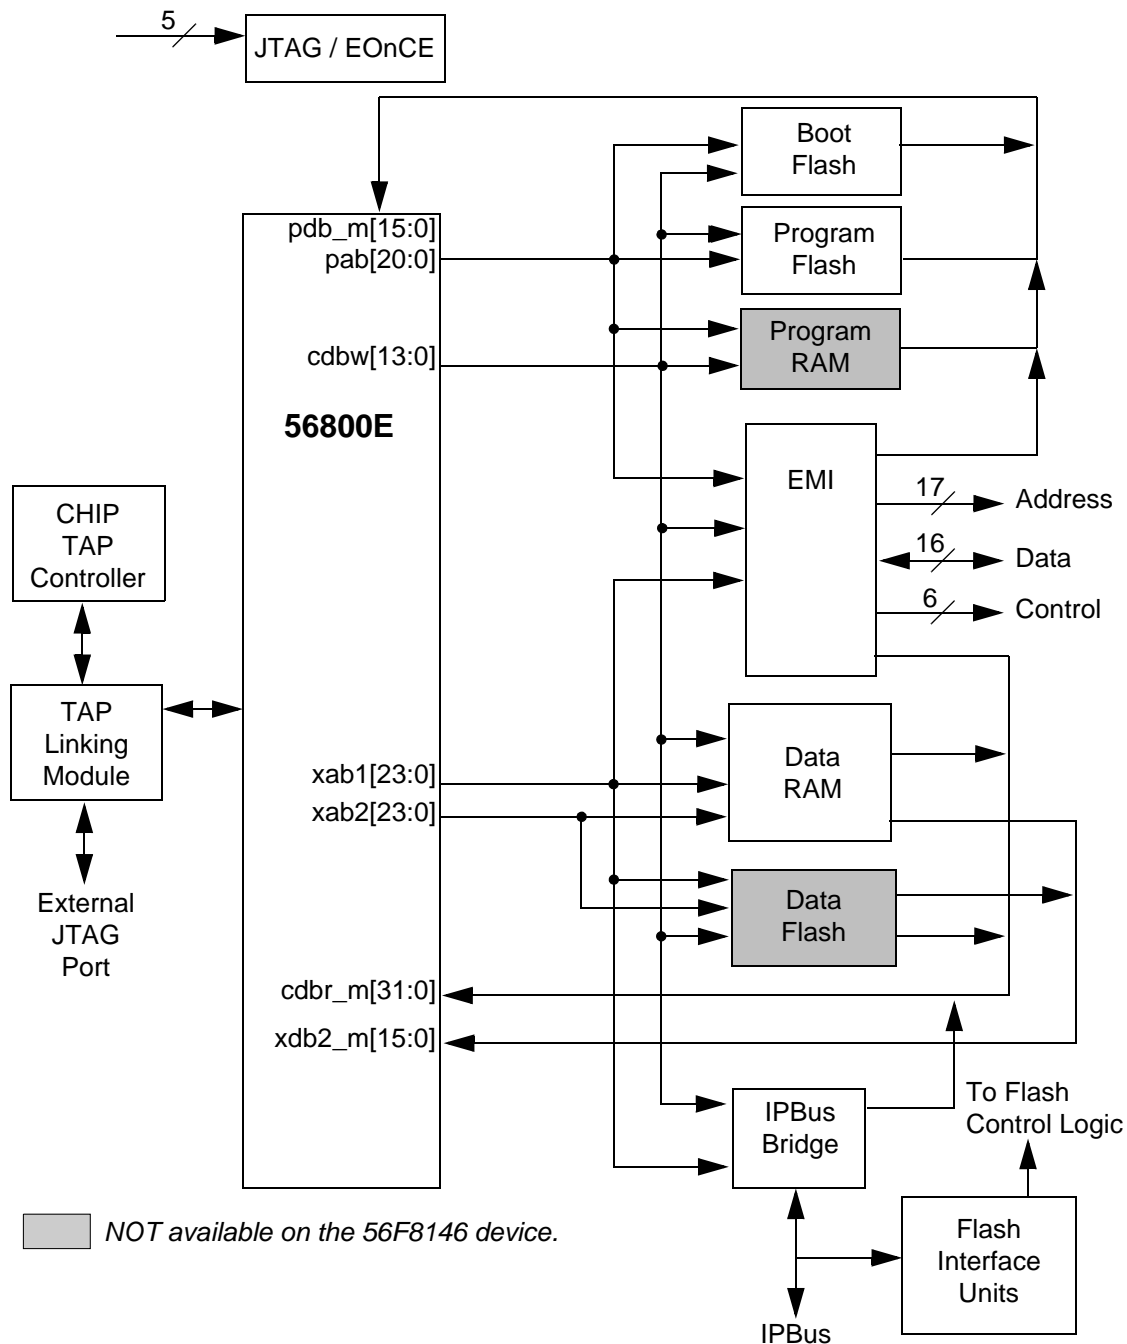 5
JTAG / EOnCE
Boot
Flash
pdb_m[15:0]
pab[20:0]
Program
Flash
cdbw[13:0]
Program
RAM
56800E
EMI
17
Address
16
Data
6
Control
CHIP
TAP
Controller
TAP
Linking
Module
External
JTAG
Port
xab1[23:0]
xab2[23:0]
Data
RAM
Data
Flash
cdbr_m[31:0]
xdb2_m[15:0]
IPBus
Bridge
To Flash
Control Logic
NOT available on the 56F8146 device.
Flash
Interface
Units
IPBus